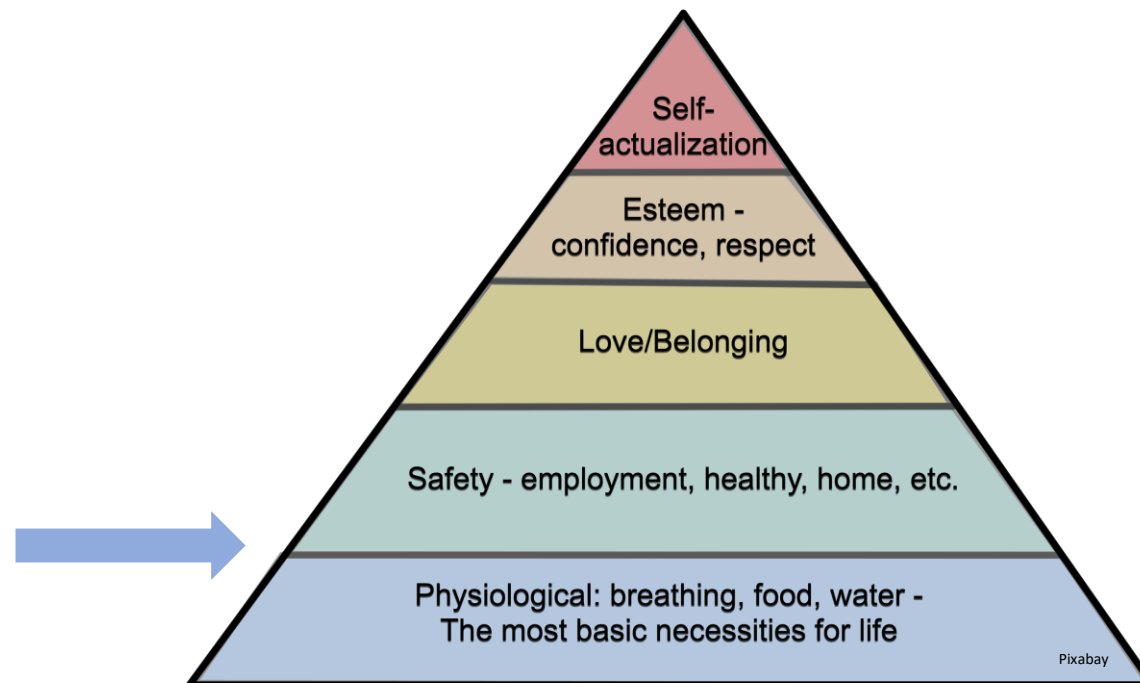 Self-
actualization
Esteem -
confidence, respect
Love/Belonging
Safety - employment, healthy, home, etc.
Physiological: breathing, food, water -
The most basic necessities for life
Pixabay